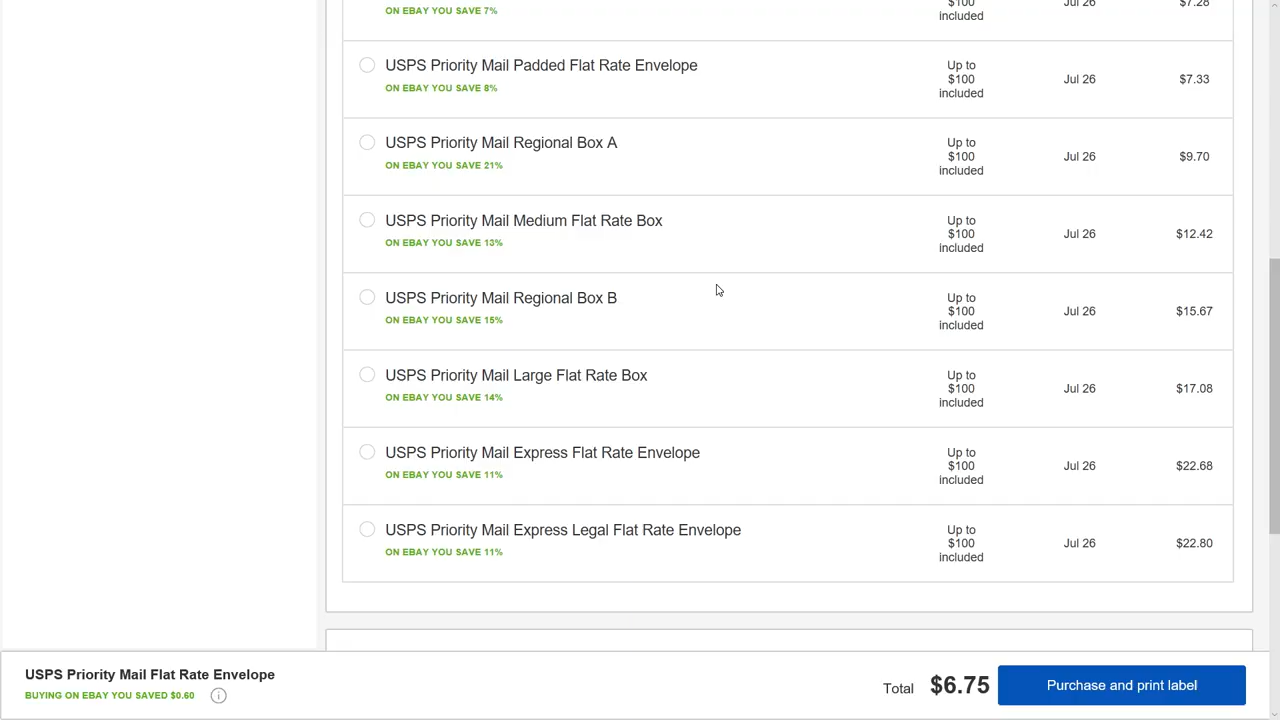 ON EBAY YOU SAVE 7%
$100
included
Jul 26
$7.28
USPS Priority Mail Padded Flat Rate Envelope
ON EBAY YOU SAVE 8%
Up to
$100
included
Jul 26
$7.33
USPS Priority Mail Regional Box A
ON EBAY YOU SAVE 21%
Up to
$100
included
Jul 26
$9.70
USPS Priority Mail Medium Flat Rate Box
ON EBAY YOU SAVE 13%
Up to
$100
included
Jul 26
$12.42
USPS Priority Mail Regional Box B
ON EBAY YOU SAVE 15%
Up to
$100
included
Jul 26
$15.67
USPS Priority Mail Large Flat Rate Box
ON EBAY YOU SAVE 14%
Up to
$100
included
Jul 26
$17.08
USPS Priority Mail Express Flat Rate Envelope
ON EBAY YOU SAVE 11%
Up to
$100
included
Jul 26
$22.68
USPS Priority Mail Express Legal Flat Rate Envelope
ON EBAY YOU SAVE 11%
Up to
$100
included
Jul 26
$22.80
USPS Priority Mail Flat Rate Envelope
BUYING ON EBAY YOU SAVED $0.60
Total $6.75
Purchase and print label